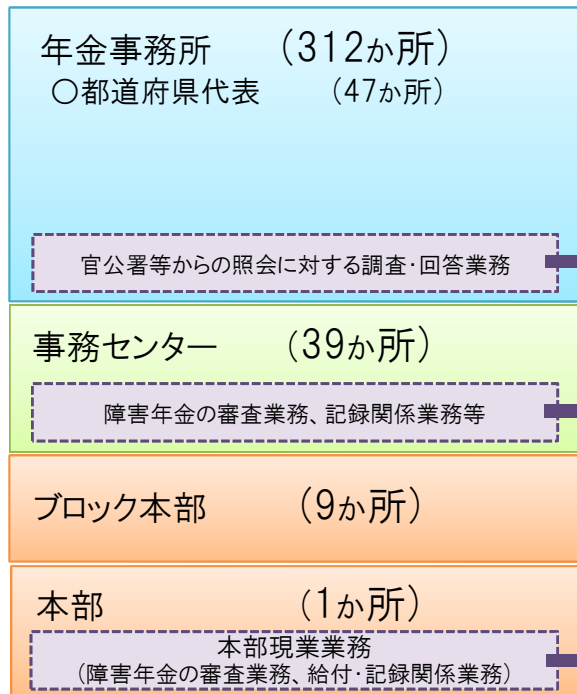 年金事務所 （312か所）
○都道府県代表 （47か所）
官公署等からの照会に対する調査・回答業務
事務センター （39か所）
障害年金の審査業務、記録関係業務等
ブロック本部 （9か所）
本部 （1か所）
本部現業業務
（障害年金の審査業務、給付・記録関係業務）